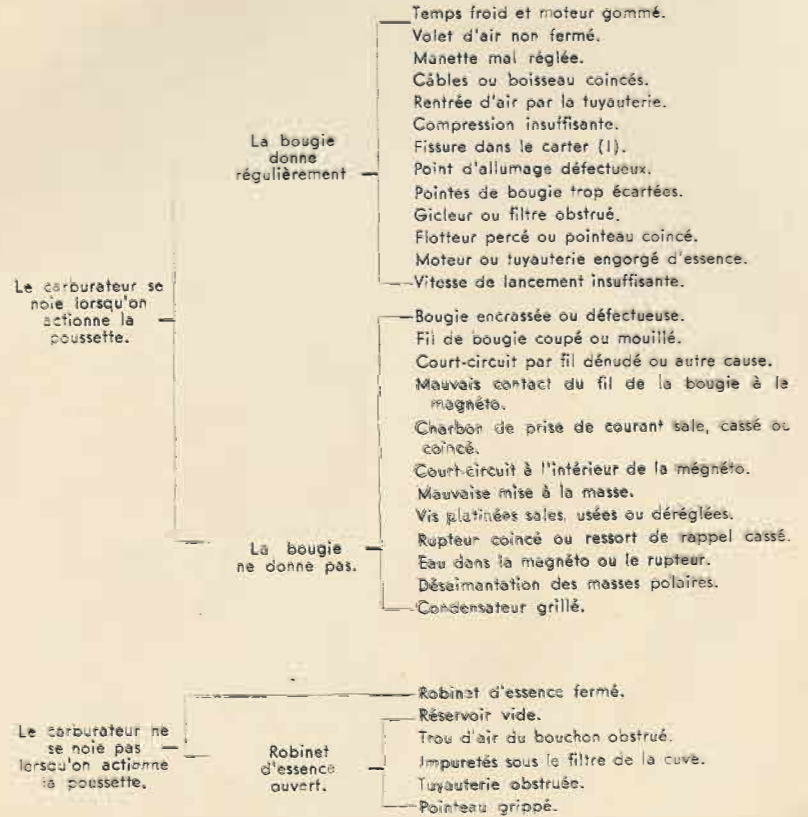 Temps froid et moteur gommé.
Volet d'air non fermé.
Manette mal réglée.
Câbles ou boisseau coincés.
Rentrée d'air par la tuyauterie.
Compression insuffisante.
Fissure dans le carter (1).
Point d'allumage défectueux.
Pointes de bougie trop écartées.
Gicleur ou filtre obstrué.
Flotteur percé ou pointeau coincé.
Moteur ou tuyauterie engorgé d'essence.
Vitesse de lancement insuffisante.
La bougie
donne
régulièrement
Le carburateur se
noie lorsqu'on
actionne la
poussette.
Bougie encrassée ou défectueuse.
Fil de bougie coupé ou mouillé.
Court-circuit par fil dénudé ou autre cause.
Mauvais contact du fil de la bougie à la
magnéto.
Charbon de prise de courant sale, cassé ou
coincé.
Court-circuit à l'intérieur de la mégnéto.
Mauvaise mise à la masse.
Vis platinées sales, usées ou déréglées.
Rupteur coincé ou ressort de rappel cassé.
Eau dans la magnéto ou le rupteur.
Désaimantation des masses polaires.
Condensateur grillé.
La bougie
ne donne pas.
Le carburateur ne
se noie pas
lorsqu'on actionne
la poussette.
Robinet d'essence fermé.
Robinet
d'essence
ouvert.
Réservoir vide.
Trou d'air du bouchon obstrué.
Impuretés sous le filtre de la cuve.
Tuyauterie obstruée.
Pointeau grippé.